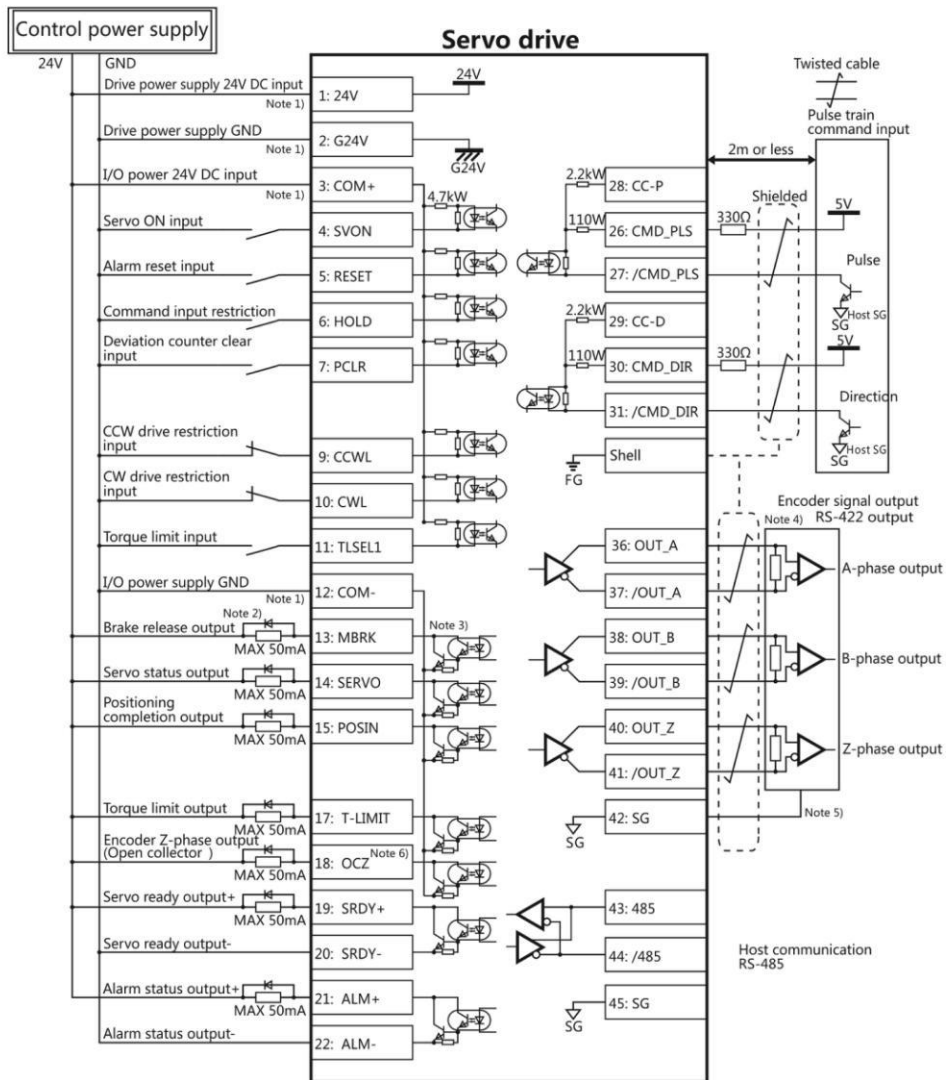 Control power supply
24V
GND
Servo drive
Drive power supply 24V DC input
Note 1)
1: 24V
24V
Drive power supply GND
Note 1)
2: G24V
G24V
I/O power 24V DC input
Note 1)
3: COM+
4.7kW
Servo ON input
4: SVON
Alarm reset input
5: RESET
Command input restriction
6: HOLD
Deviation counter clear
input
7: PCLR
CCW drive restriction
input
9: CCWL
CW drive restriction
input
10: CWL
Torque limit input
11: TLSEL1
I/O power supply GND
Note 1)
12: COM-
Note 2)
Brake release output
MAX 50mA
13: MBRK
Note 3)
Servo status output
MAX 50mA
14: SERVO
Positioning
completion output
MAX 50mA
15: POSIN
Torque limit output
MAX 50mA
17: T-LIMIT
Encoder Z-phase output
(Open collector )
MAX 50mA
18: OCZ
Note 6)
Servo ready output+
MAX 50mA
19: SRDY+
Servo ready output-
20: SRDY-
Alarm status output+
MAX 50mA
21: ALM+
Alarm status output-
22: ALM-
Twisted cable
Pulse train
command input
2m or less
2.2kW
28: CC-P
Shielded
110W
26: CMD_PLS
330Ω
5V
27: /CMD_PLS
Pulse
SG
Host SG
2.2kW
29: CC-D
5V
110W
30: CMD_DIR
330Ω
31: /CMD_DIR
Direction
SG
Host SG
Shell
FG
Encoder signal output
RS-422 output
Note 4)
36: OUT_A
37: /OUT_A
A-phase output
38: OUT_B
39: /OUT_B
B-phase output
40: OUT_Z
41: /OUT_Z
Z-phase output
42: SG
SG
Note 5)
43: 485
44: /485
Host communication
RS-485
45: SG
SG